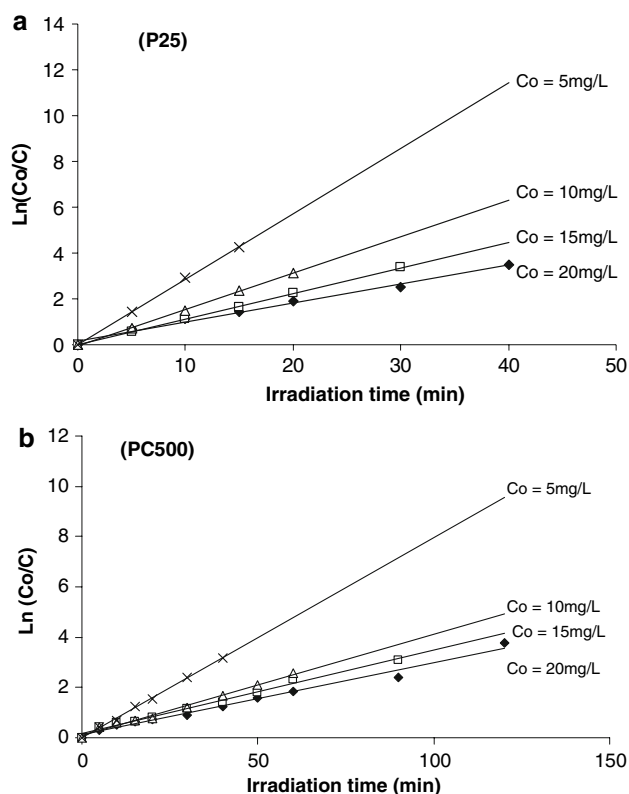 a
(P25)
14
12
10
8
6
4
2
0
Ln(Co/C)
Co = 5mg/L
Co = 10mg/L
Co = 15mg/L
Co = 20mg/L
0 10 20 30 40 50
Irradiation time (min)
b
(PC500)
12
10
8
6
4
2
0
Ln (Co/C)
Co = 5mg/L
Co = 10mg/L
Co = 15mg/L
Co = 20mg/L
0 50 100 150
Irradiation time (min)